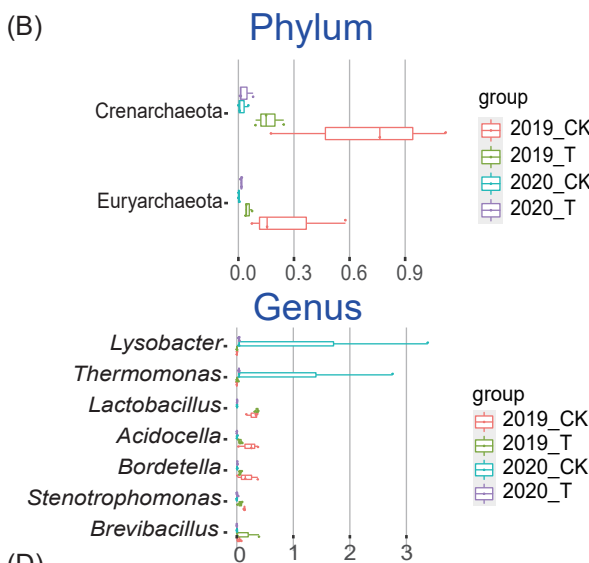 (B)
Phylum
Crenarchaeota
Euryarchaeota
0.0 0.3 0.6 0.9
group
2019_CK
2019_T
2020_CK
2020_T
Genus
Lysobacter
Thermomonas
Lactobacillus
Acidocella
Bordetella
Stenotrophomonas
Brevibacillus
0 1 2 3
group
2019_CK
2019_T
2020_CK
2020_T
(D)